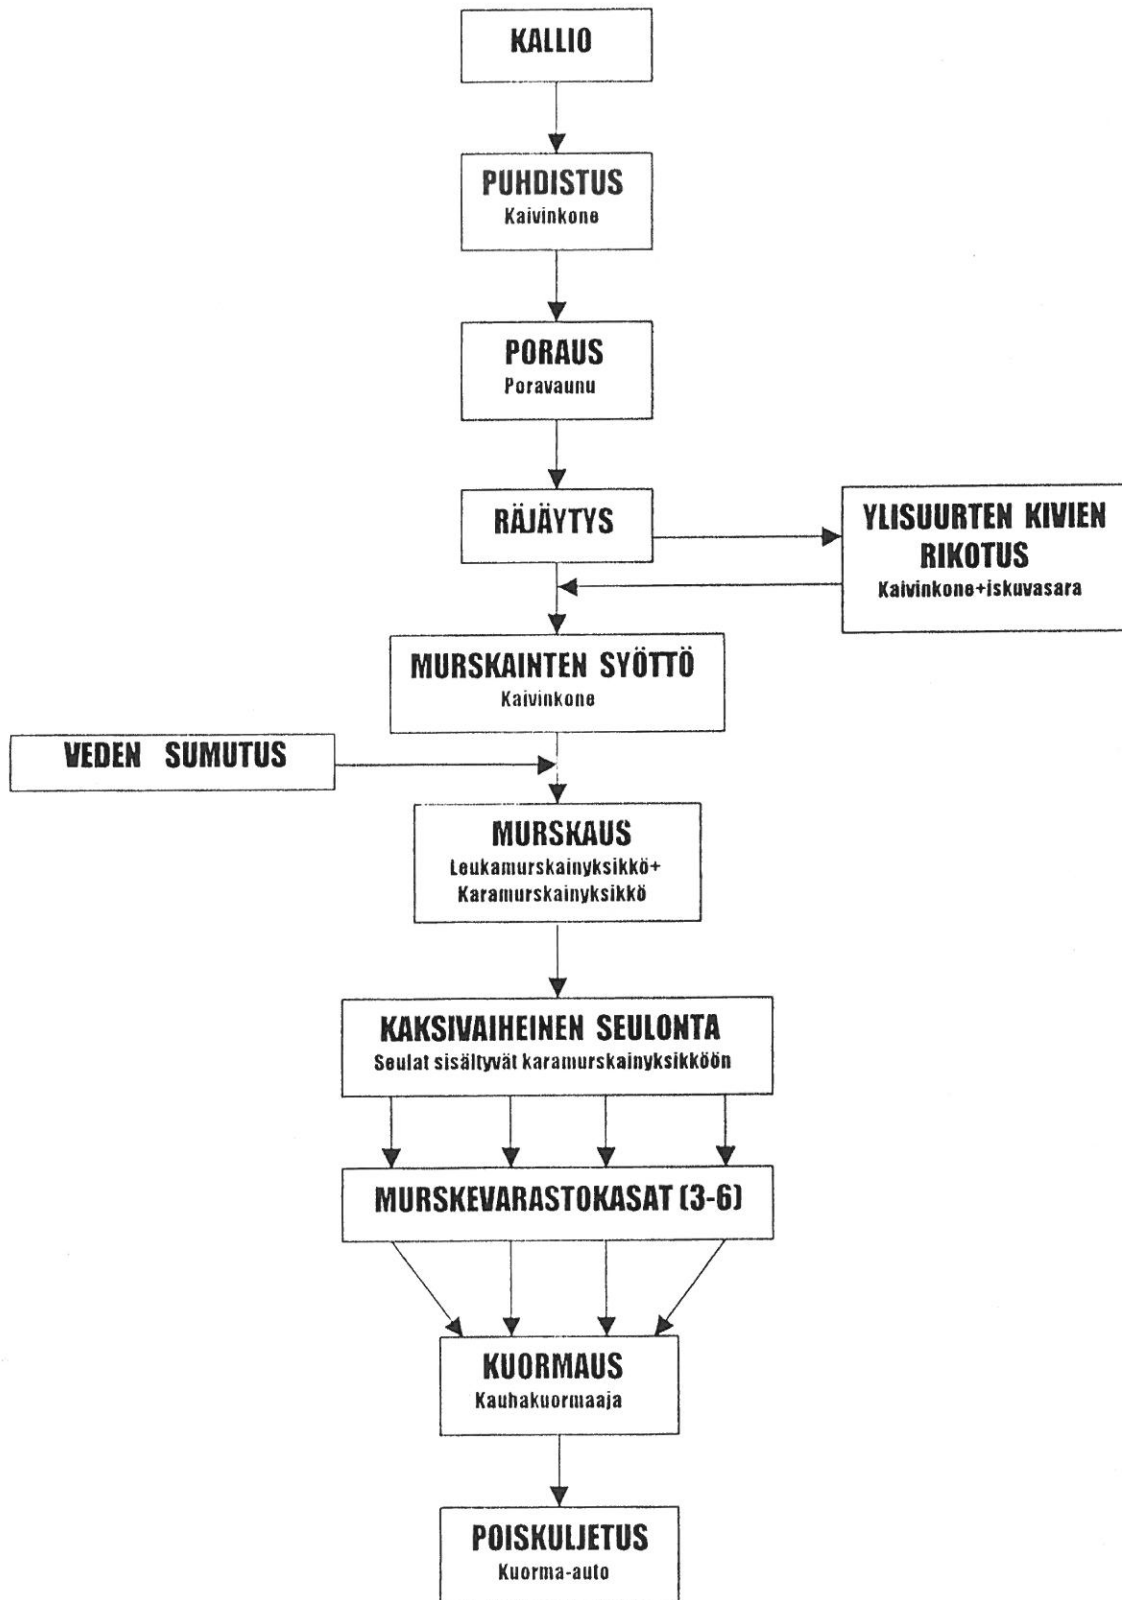 KALLIO
PUHDISTUS
Kaivinkone
PORAUS
Poravaunu
RÄJÄYTYS
YLISUURTEN KIVIEN
RIKOTUS
Kaivinkone+iskuvasara
MURSKAINTEN SYÖTTÖ
Kaivinkone
VEDEN SUMUTUS
MURSKAUS
Leukamurskainyksikkö+
Karamurskainyksikkö
KAKSIVAIHEINEN SEULONTA
Seulat sisältyvät karamurskainyksikköön
MURSKEVARASTOKASAT (3-6)
KUORMAUS
Kauhakuormaaja
POISKULJETUS
Kuorma-auto